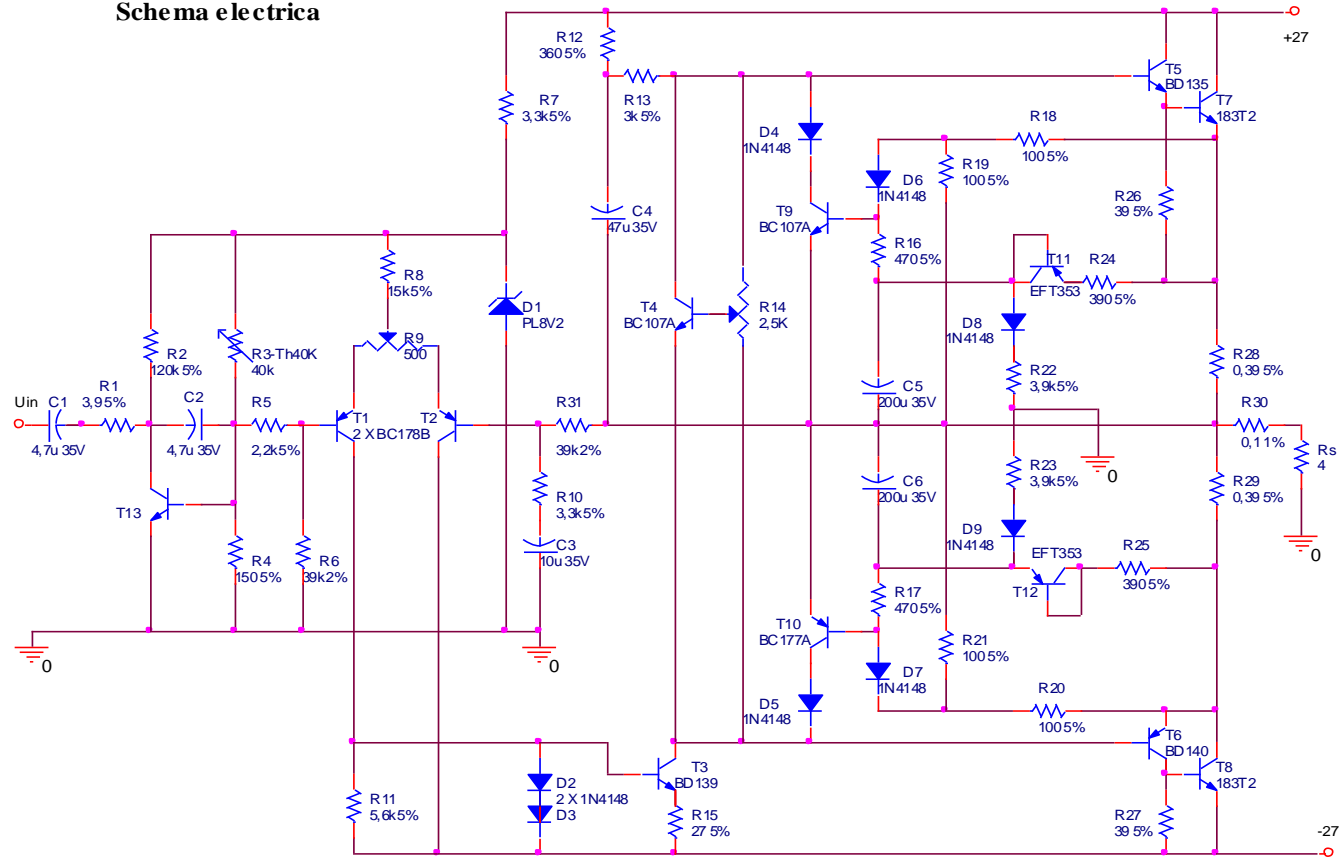 Schema electrica
+27
R12
360 5%
R13
3k 5%
R7
3,3k 5%
T5
BD135
T7
183T2
D4
1N4148
R18
100 5%
R19
100 5%
D6
1N4148
R26
39 5%
T9
BC107A
C4
47u 35V
R16
470 5%
T11
EFT353
R24
390 5%
R8
15k 5%
D1
PL8V2
T4
BC107A
R14
2,5K
D8
1N4148
R2
120k 5%
R3-Th40K
40k
R9
500
R28
0,39 5%
R22
3,9k 5%
C5
200u 35V
Uin
C1
4,7u 35V
R1
3,9 5%
C2
4,7u 35V
R5
2,2k 5%
T1
2 XBC178B
T2
R31
39k 2%
R30
0,1 1%
Rs
4
0
C6
200u 35V
R23
3,9k 5%
R29
0,39 5%
R10
3,3k 5%
T13
D9
1N4148
EFT353
T12
R25
390 5%
0
R4
150 5%
R6
39k 2%
C3
10u 35V
R17
470 5%
T10
BC177A
R21
100 5%
0
0
D7
1N4148
D5
1N4148
R20
100 5%
T6
BD140
T8
183T2
T3
BD139
D2
2 X 1N4148
D3
R11
5,6k 5%
R15
27 5%
R27
39 5%
-27